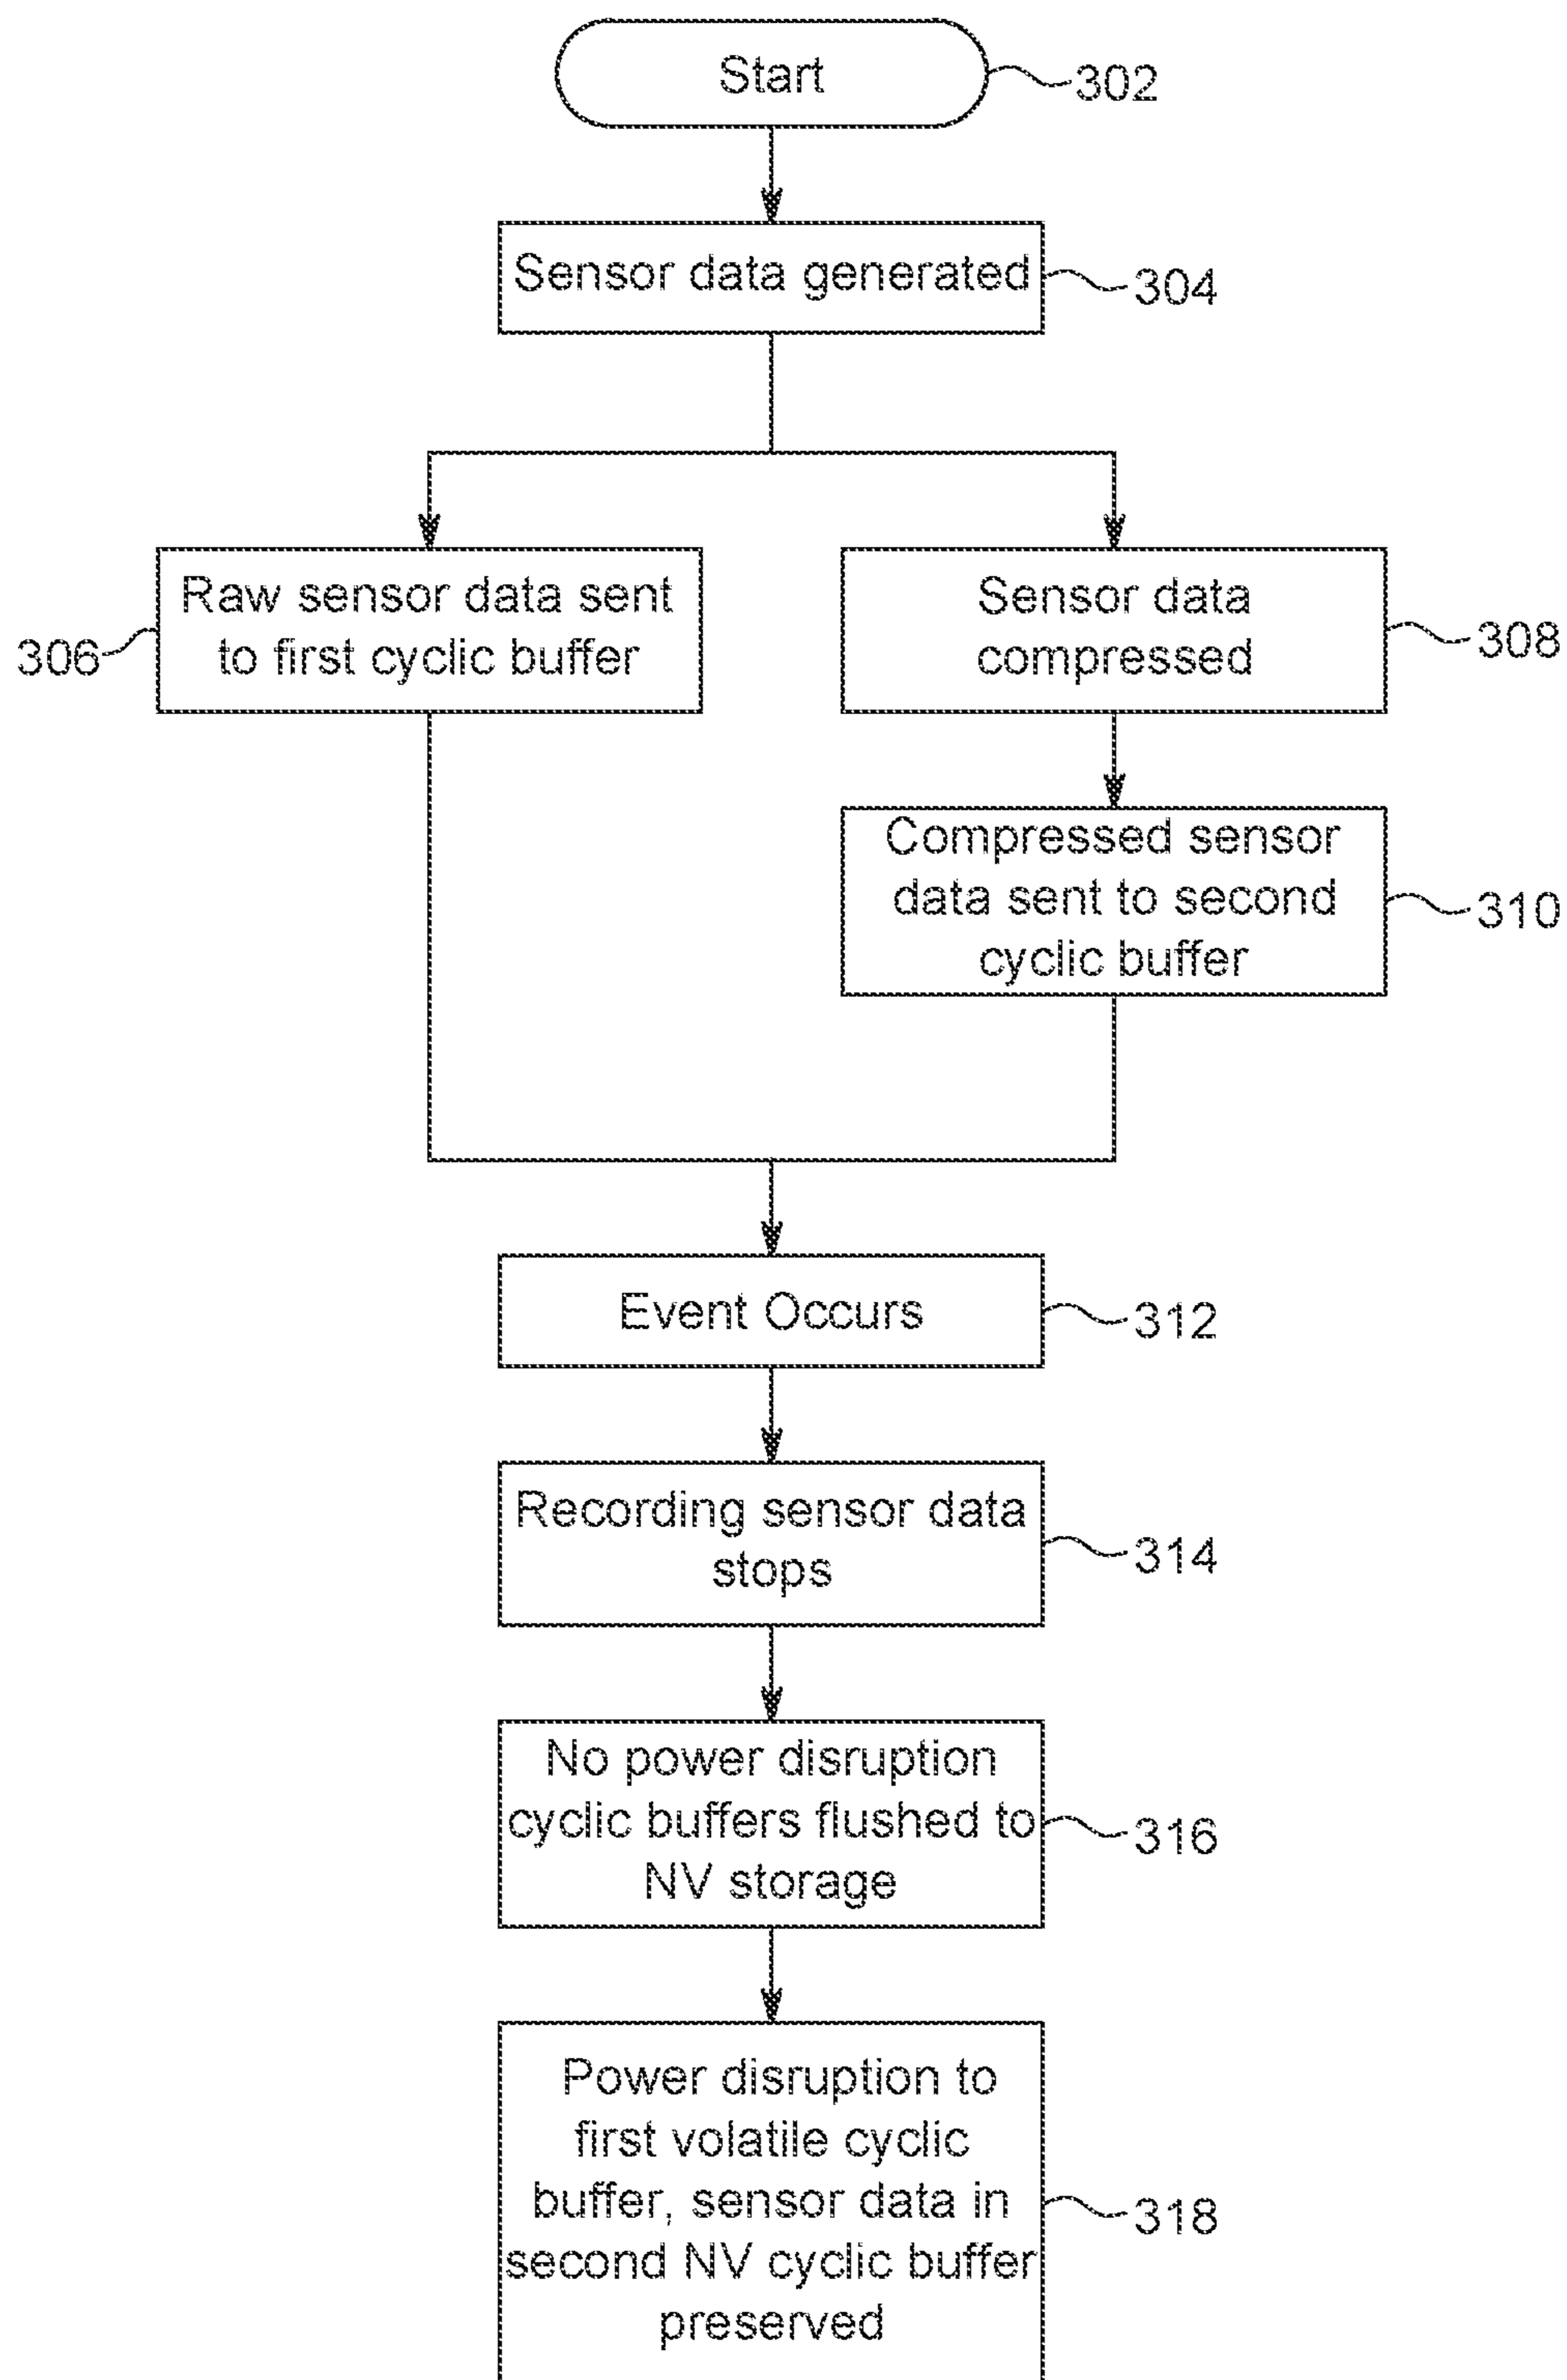 Start
302
Sensor data generated
304
Raw sensor data sent
to first cyclic buffer
306
Sensor data
compressed
308
Compressed sensor
data sent to second
cyclic buffer
310
Event Occurs
312
Recording sensor data
stops
314
No power disruption
cyclic buffers flushed to
NV storage
316
Power disruption to
first volatile cyclic
buffer, sensor data in
second NV cyclic buffer
preserved
318